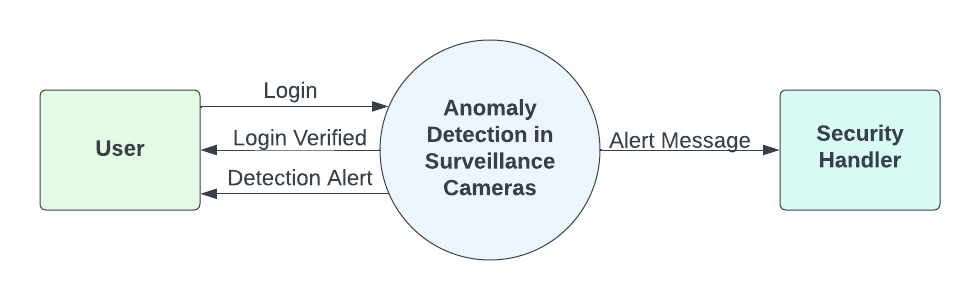 User
Login
Login Verified
Detection Alert
Anomaly
Detection in
Surveillance
Cameras
Alert Message
Security
Handler